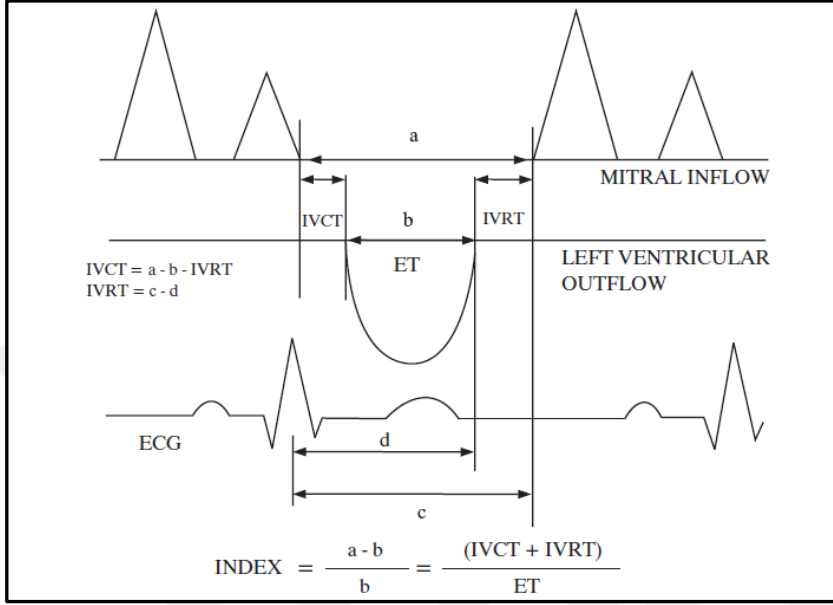 a
MITRAL INFLOW
IVCT
b
IVRT
ET
LEFT VENTRICULAR
OUTFLOW
IVCT = a - b - IVRT
IVRT = c - d
ECG
d
c
INDEX = a - b / b = (IVCT + IVRT) / ET